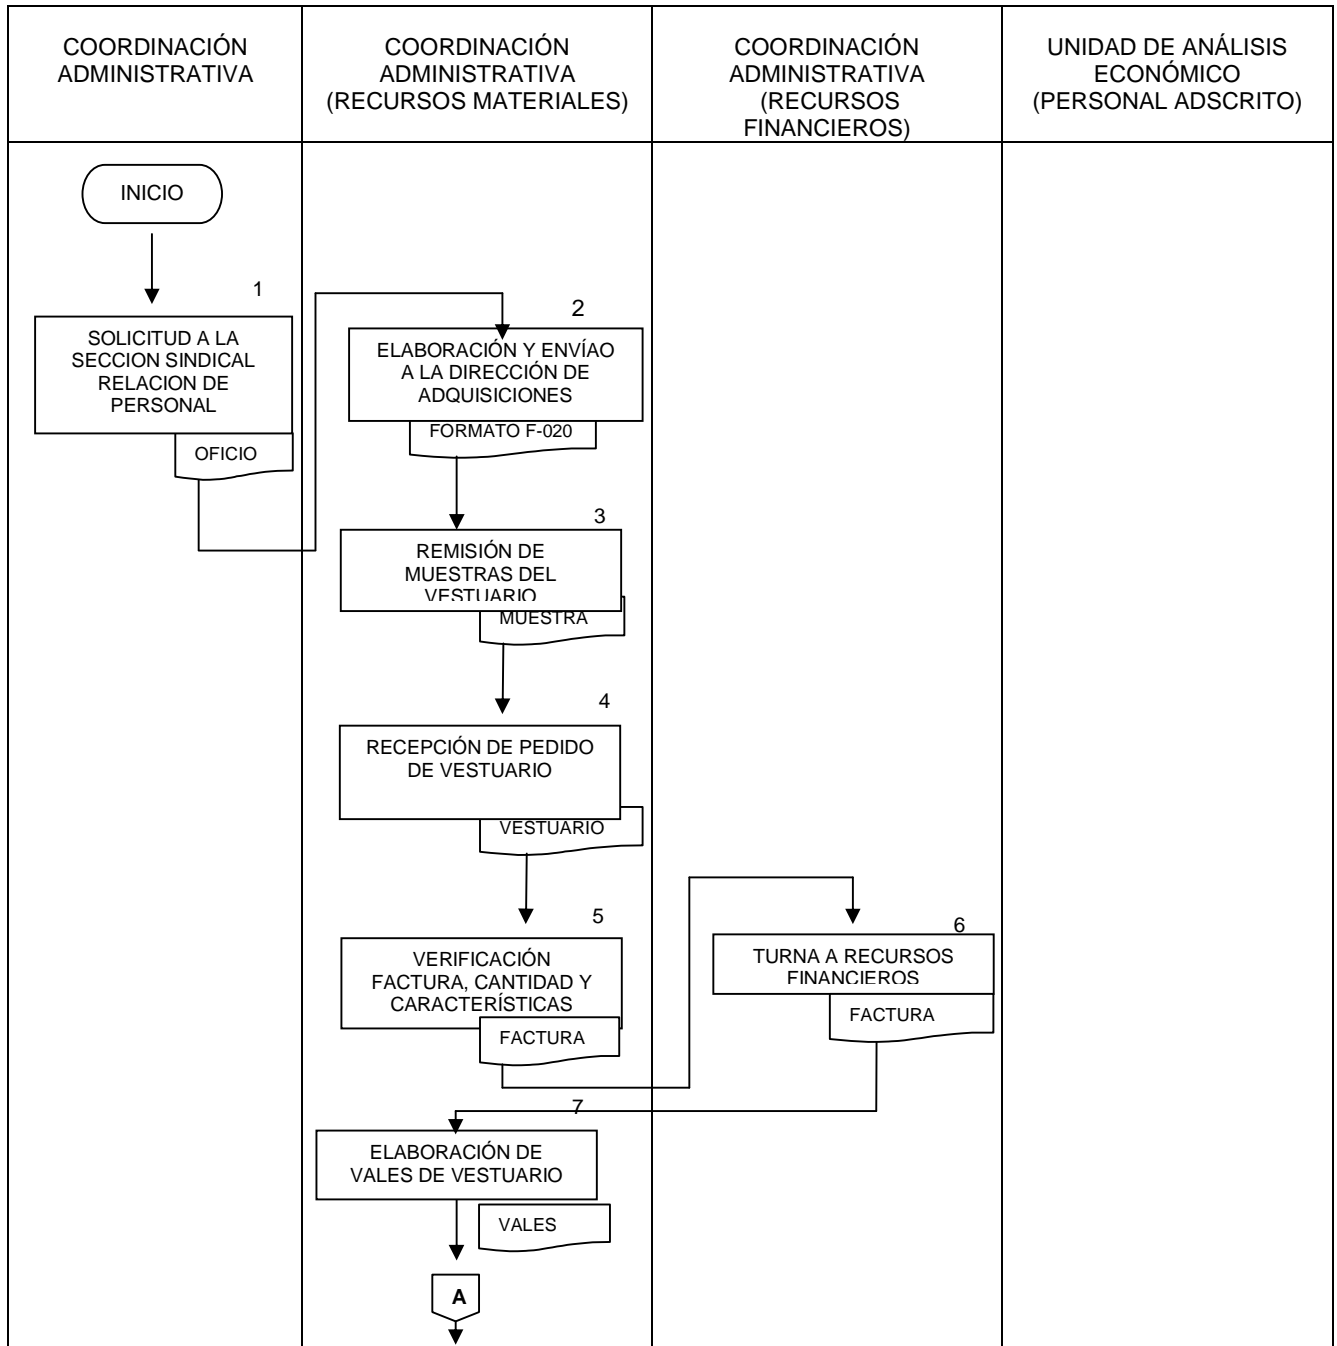 COORDINACIÓN
ADMINISTRATIVA
COORDINACIÓN
ADMINISTRATIVA
(RECURSOS MATERIALES)
COORDINACIÓN
ADMINISTRATIVA
(RECURSOS
FINANCIEROS)
UNIDAD DE ANÁLISIS
ECONÓMICO
(PERSONAL ADSCRITO)
INICIO
1
SOLICITUD A LA
SECCION SINDICAL
RELACION DE
PERSONAL
OFICIO
2
ELABORACIÓN Y ENVÍAO
A LA DIRECCIÓN DE
ADQUISICIONES
FORMATO F-020
3
REMISIÓN DE
MUESTRAS DEL
VESTUARIO
MUESTRA
4
RECEPCIÓN DE PEDIDO
DE VESTUARIO
VESTUARIO
5
VERIFICACIÓN
FACTURA, CANTIDAD Y
CARACTERÍSTICAS
FACTURA
6
TURNA A RECURSOS
FINANCIEROS
FACTURA
7
ELABORACIÓN DE
VALES DE VESTUARIO
VALES
A